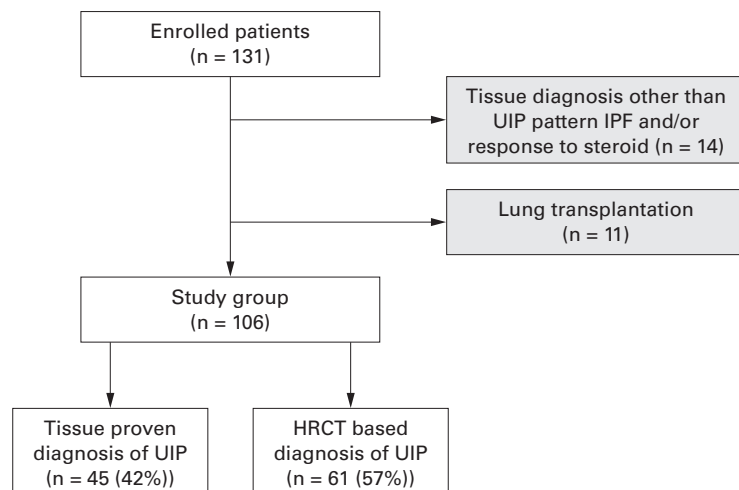 Enrolled patients
(n = 131)
Tissue diagnosis other than
UIP pattern IPF and/or
response to steroid (n = 14)
Lung transplantation
(n = 11)
Study group
(n = 106)
Tissue proven
diagnosis of UIP
(n = 45 (42%))
HRCT based
diagnosis of UIP
(n = 61 (57%))